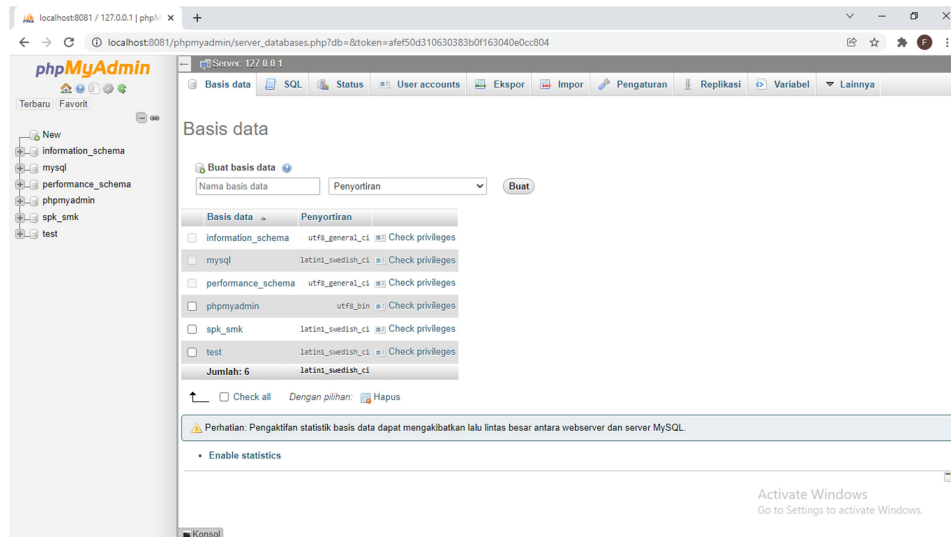 localhost:8081 / 127.0.0.1 | phpM
localhost:8081/phpmyadmin/server_databases.php?db=&token=afef50d310630383b0f163040e0cc804
F
phpMyAdmin
Terbaru Favorit
New
information_schema
mysql
performance_schema
phpmyadmin
spk_smk
test
Server: 127.0.0.1
Basis data SQL Status User accounts Ekspor Impor Pengaturan Replikasi Variabel Lainnya
Basis data
Buat basis data
Nama basis data Penyortiran Buat
Basis data Penyortiran
information_schema utf8_general_ci Check privileges
mysql latin1_swedish_ci Check privileges
performance_schema utf8_general_ci Check privileges
phpmyadmin utf8_bin Check privileges
spk_smk latin1_swedish_ci Check privileges
test latin1_swedish_ci Check privileges
Jumlah: 6 latin1_swedish_ci
Check all Dengan pilihan: Hapus
Perhatian: Pengaktifan statistik basis data dapat mengakibatkan lalu lintas besar antara webserver dan server MySQL.
Enable statistics
Activate Windows
Go to Settings to activate Windows.
Konsol